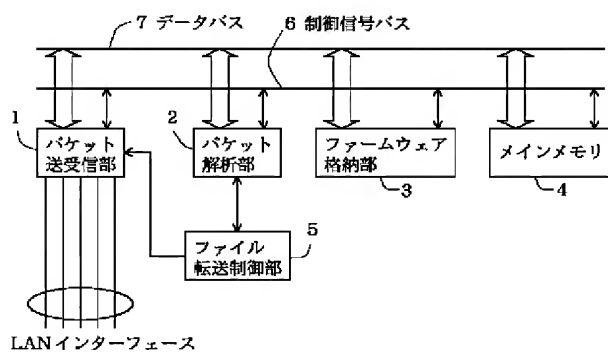 7 データバス
6 制御信号バス
1
パケット
送受信部
2
パケット
解析部
ファームウェア
格納部
3
メインメモリ
4
ファイル
転送制御部
5
LANインターフェース